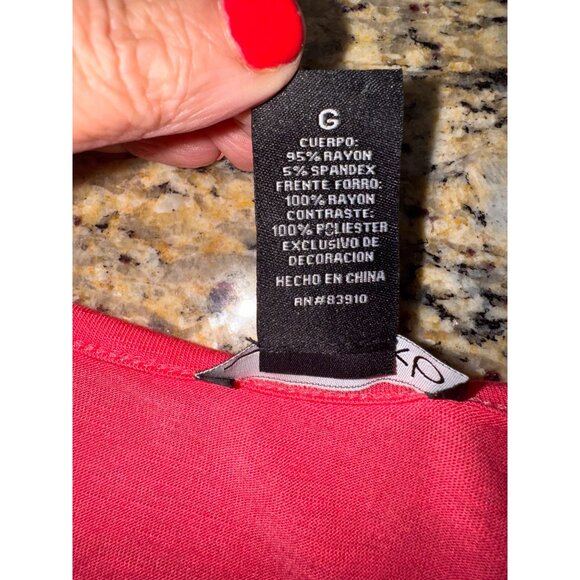 G
CUERPO:
95% RAYON
5% SPANDEX
FRENTE FORRO:
100% RAYON
CONTRASTE:
100% POLIESTER
EXCLUSIVO DE
DECORACION
HECHO EN CHINA
RN#83910